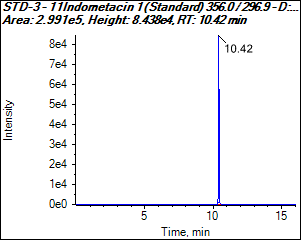 STD-3 - 11Indometacin 1 (Standard) 356.0 / 296.9 - D:...
Area: 2.991e5, Height: 8.438e4, RT: 10.42 min
10.42
8e4
7e4
6e4
5e4
4e4
3e4
2e4
1e4
0e0
Intensity
5
10
15
Time, min